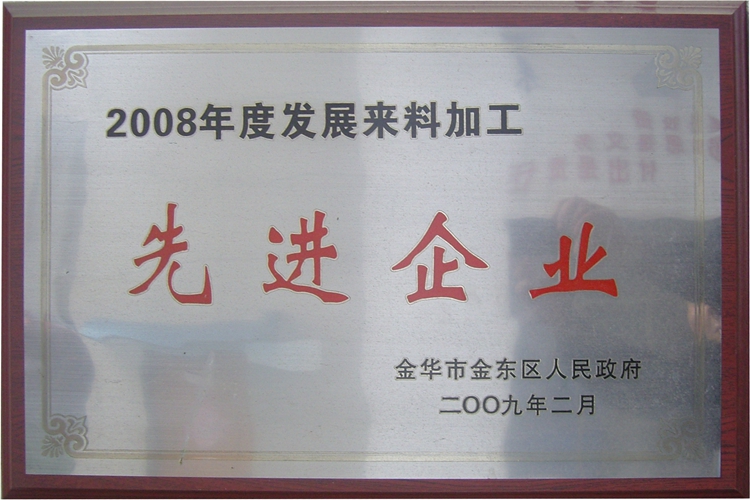 2008年度发展来料加工
先进企业
金华市金东区人民政府
二OO九年二月